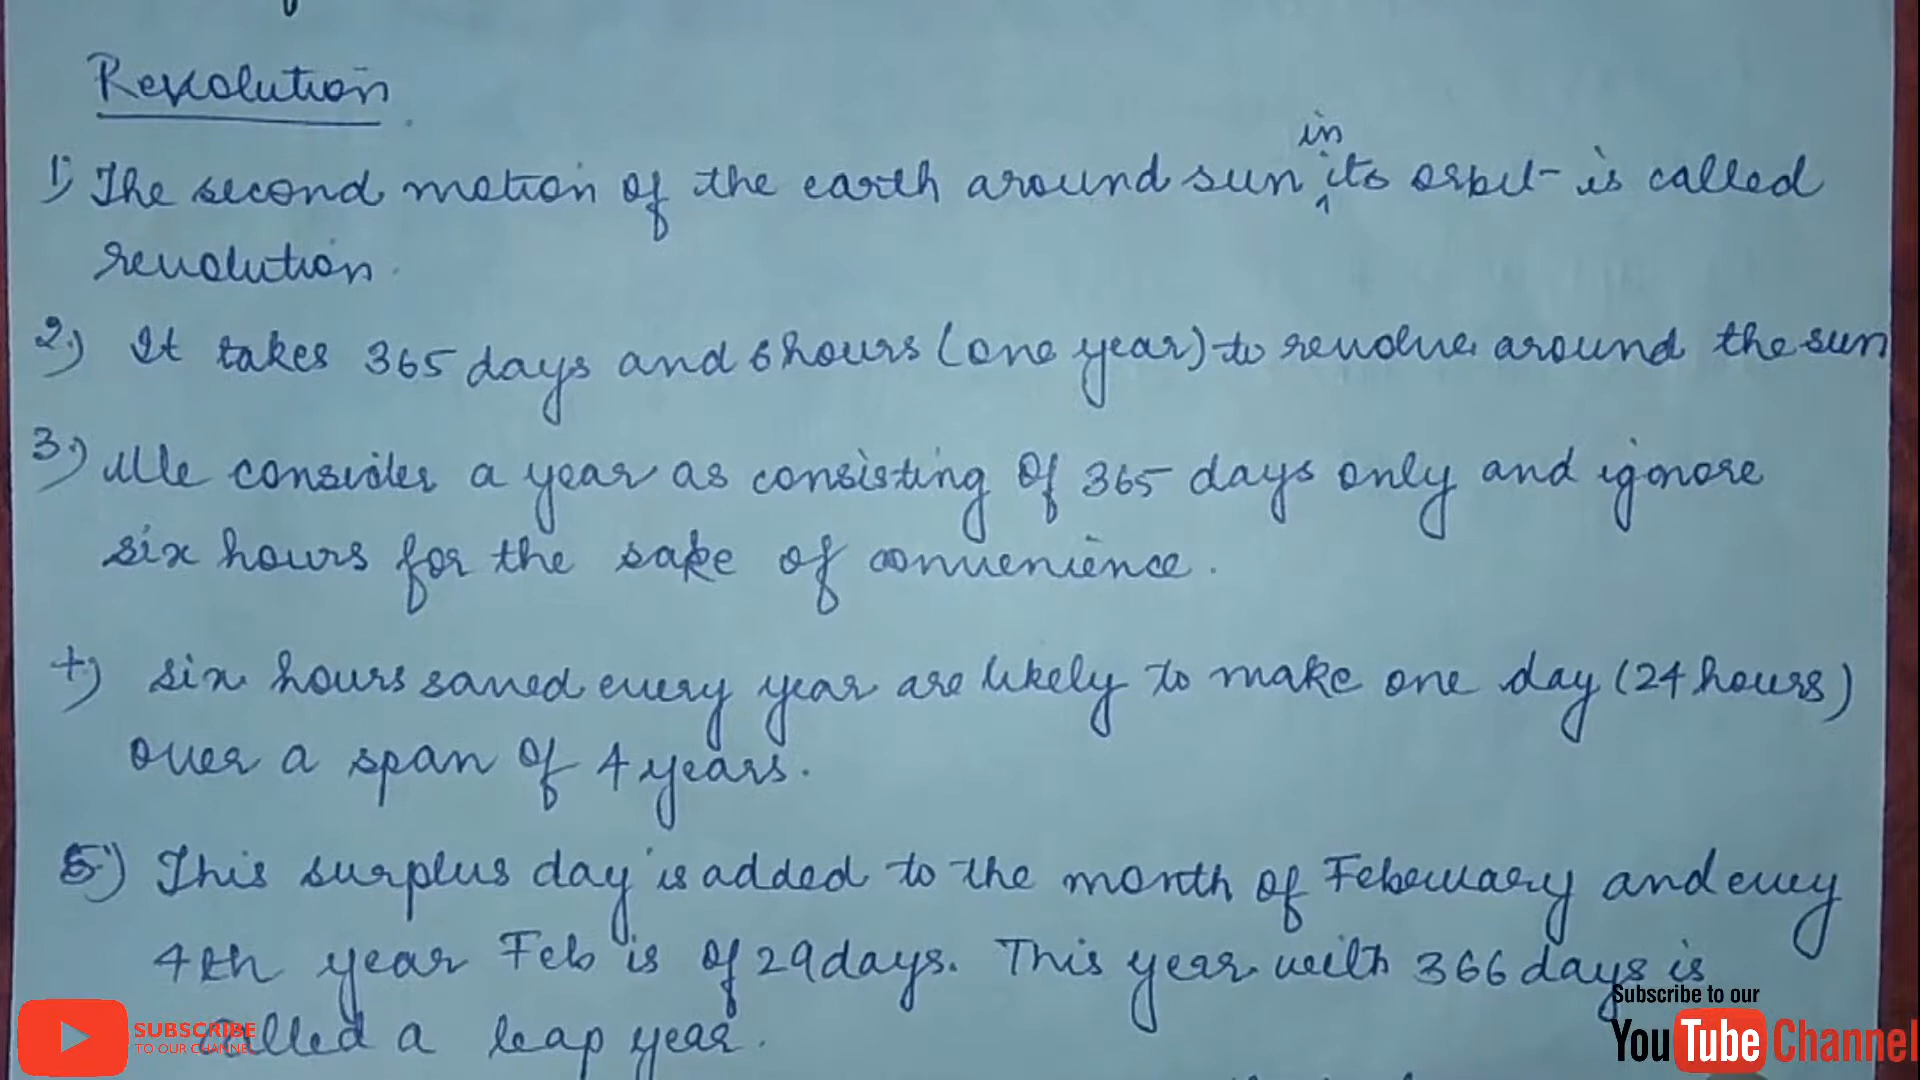 Revolution
1) The second motion of the earth around sun in its orbit is called
revolution.
2.) It takes 365 days and 6 hours (one year) to revolve around the sun
3.) We consider a year as consisting of 365 days only and ignore
six hours for the sake of convenience.
4) six hours saved every year are likely to make one day (24 hours)
over a span of 4 years.
5) This surplus day is added to the month of Feberuary and every
4th year Feb is of 29 days. This year with 366 days is
called a leap year.
SUBSCRIBE
TO OUR CHANNEL
Subscribe to our
YouTube Channel